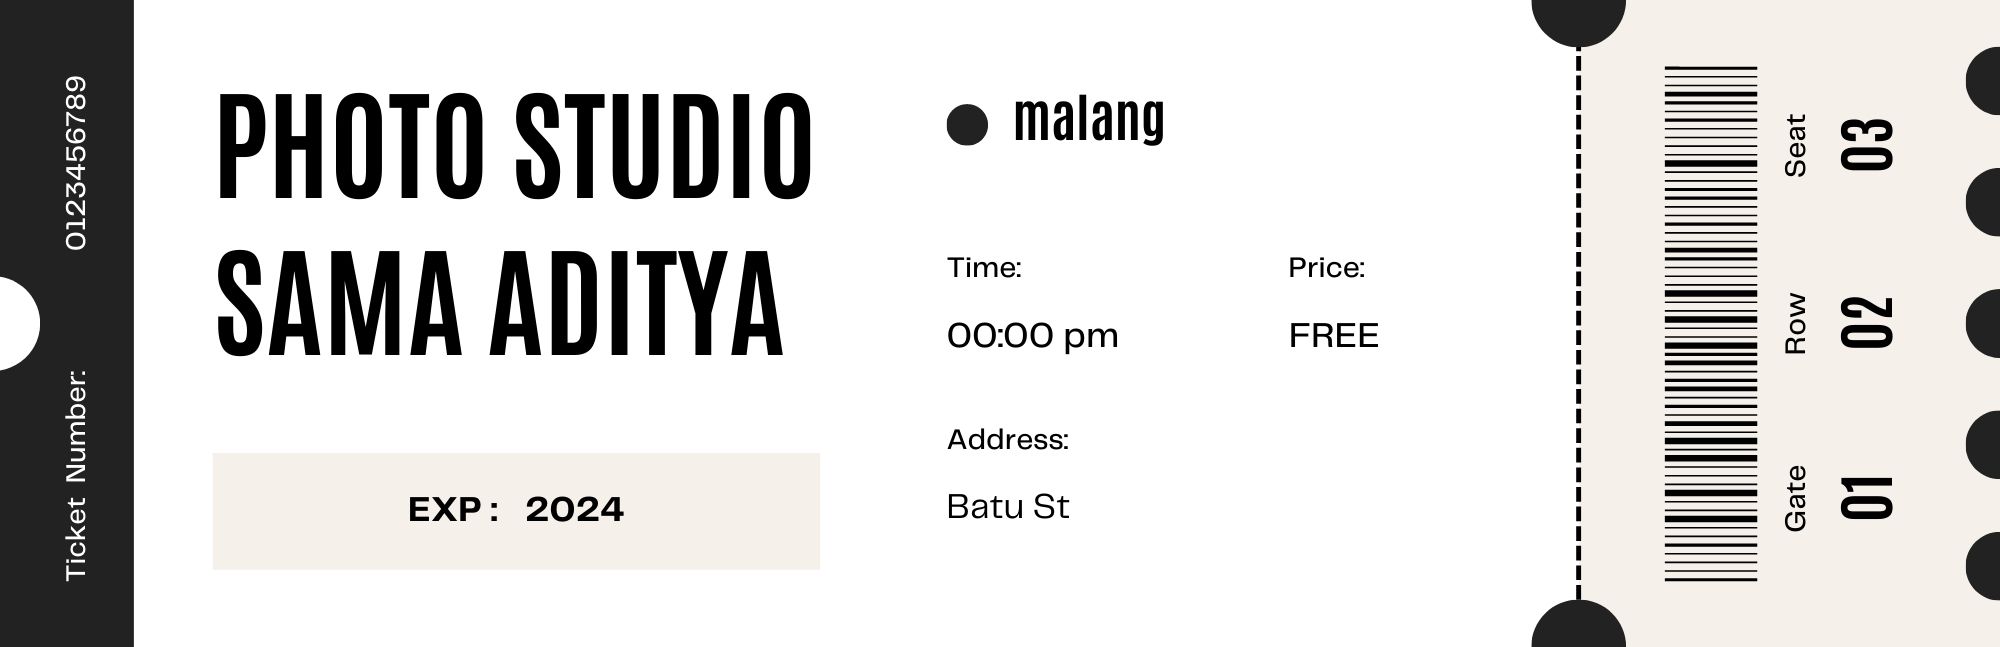 Ticket Number: 0123456789
PHOTO STUDIO
SAMA ADITYA
EXP : 2024
malang
Time:
00:00 pm
Price:
FREE
Address:
Batu St
Gate
01
Row
02
Seat
03